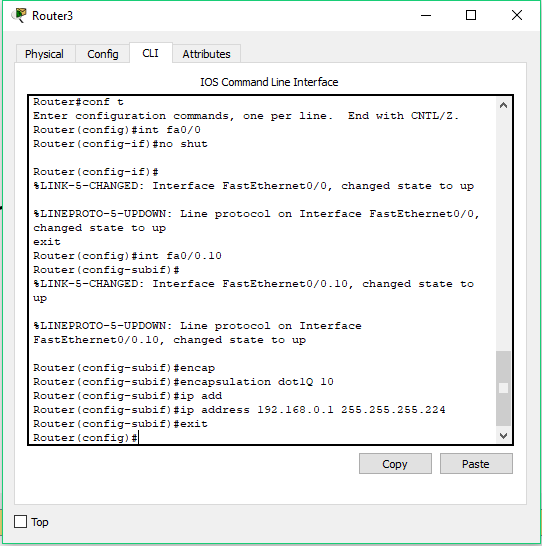 Router3
Physical Config CLI Attributes
IOS Command Line Interface
Router#conf t
Enter configuration commands, one per line.  End with CNTL/Z.
Router(config)#int fa0/0
Router(config-if)#no shut
Router(config-if)#
%LINK-5-CHANGED: Interface FastEthernet0/0, changed state to up
%LINEPROTO-5-UPDOWN: Line protocol on Interface FastEthernet0/0,
changed state to up
exit
Router(config)#int fa0/0.10
Router(config-subif)#
%LINK-5-CHANGED: Interface FastEthernet0/0.10, changed state to
up
%LINEPROTO-5-UPDOWN: Line protocol on Interface
FastEthernet0/0.10, changed state to up
Router(config-subif)#encap
Router(config-subif)#encapsulation dot1Q 10
Router(config-subif)#ip add
Router(config-subif)#ip address 192.168.0.1 255.255.255.224
Router(config-subif)#exit
Router(config)#
Copy Paste
Top